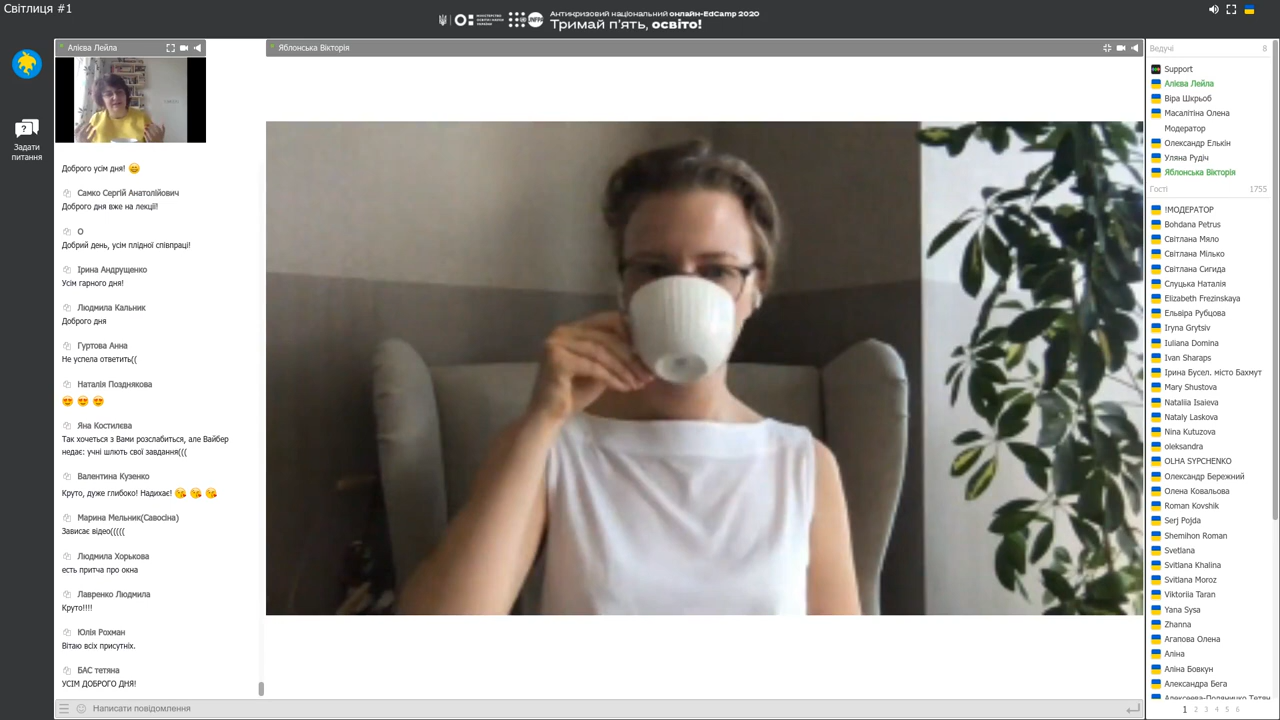 Світлиця #1
МІНІСТЕРСТВО
ОСВІТИ І НАУКИ
УКРАЇНИ
Антикризовий національний онлайн-EdCamp 2020
Тримай п'ять, освіто!
Задати
питання
Алієва Лейла
Доброго усім дня!
Самко Сергій Анатолійович
Доброго дня вже на лекції!
О
Добрий день, усім плідної співпраці!
Ірина Андрущенко
Усім гарного дня!
Людмила Кальник
Доброго дня
Гуртова Анна
Не успела ответить((
Наталія Позднякова
Яна Костилєва
Так хочеться з Вами розслабиться, але Вайбер
недає: учні шлють свої завдання(((
Валентина Кузенко
Круто, дуже глибоко! Надихає!
Марина Мельник(Савосіна)
Зависає відео(((((
Людмила Хорькова
есть притча про окна
Лавренко Людмила
Круто!!!!
Юлія Рохман
Вітаю всіх присутніх.
БАС тетяна
УСІМ ДОБРОГО ДНЯ!
Написати повідомлення
Яблонська Вікторія
Ведучі 8
Support
Алієва Лейла
Віра Шкрьоб
Масалітіна Олена
Модератор
Олександр Елькін
Уляна Рудіч
Яблонська Вікторія
Гості 1755
!МОДЕРАТОР
Bohdana Petrus
Світлана Мяло
Світлана Мілько
Світлана Сигида
Слуцька Наталія
Elizabeth Frezinskaya
Ельвіра Рубцова
Iryna Grytsiv
Iuliana Domina
Ivan Sharaps
Ірина Бусел. місто Бахмут
Mary Shustova
Nataliia Isaieva
Nataly Laskova
Nina Kutuzova
oleksandra
OLHA SYPCHENKO
Олександр Бережний
Олена Ковальова
Roman Kovshik
Serj Pojda
Shemihon Roman
Svetlana
Svitlana Khalina
Svitlana Moroz
Viktoriia Taran
Yana Sysa
Zhanna
Агапова Олена
Аліна
Аліна Бовкун
Александра Бега
1 2 3 4 5 6